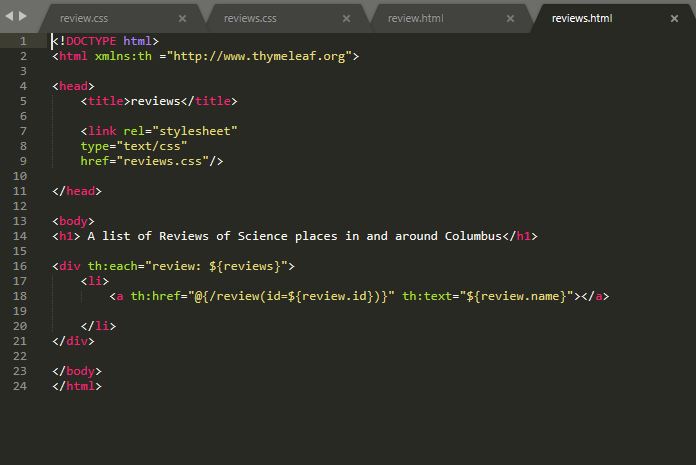 review.css × reviews.css × review.html × reviews.html ×
1 <!DOCTYPE html>
2 <html xmlns:th ="http://www.thymeleaf.org">
3
4 <head>
5 <title>reviews</title>
6
7 <link rel="stylesheet"
8 type="text/css"
9 href="reviews.css"/>
10
11 </head>
12
13 <body>
14 <h1> A list of Reviews of Science places in and around Columbus</h1>
15
16 <div th:each="review: ${reviews}">
17 <li>
18 <a th:href="@{/review(id=${review.id})}" th:text="${review.name}"></a>
19
20 </li>
21 </div>
22
23 </body>
24 </html>